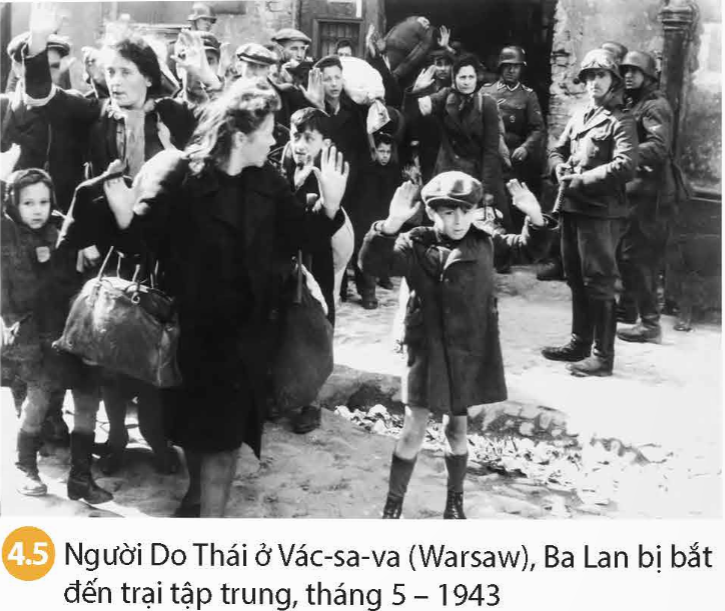 4.5 Người Do Thái ở Vác-sa-va (Warsaw), Ba Lan bị bắt
đến trại tập trung, tháng 5 – 1943